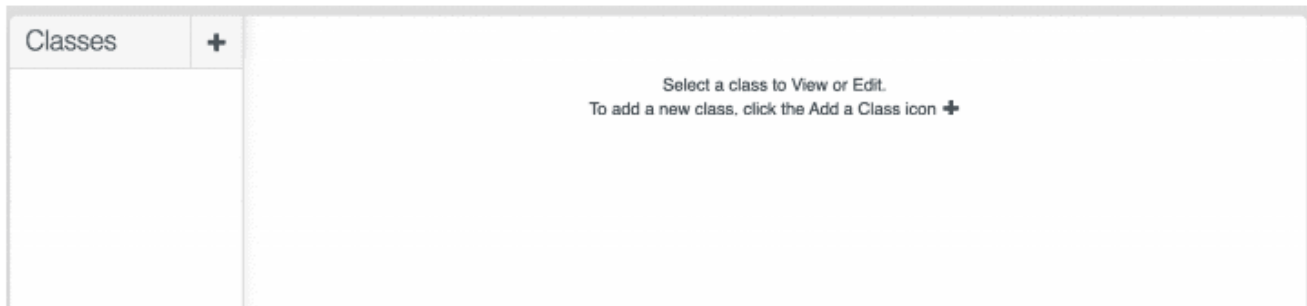 Classes +
Select a class to View or Edit.
To add a new class, click the Add a Class icon +